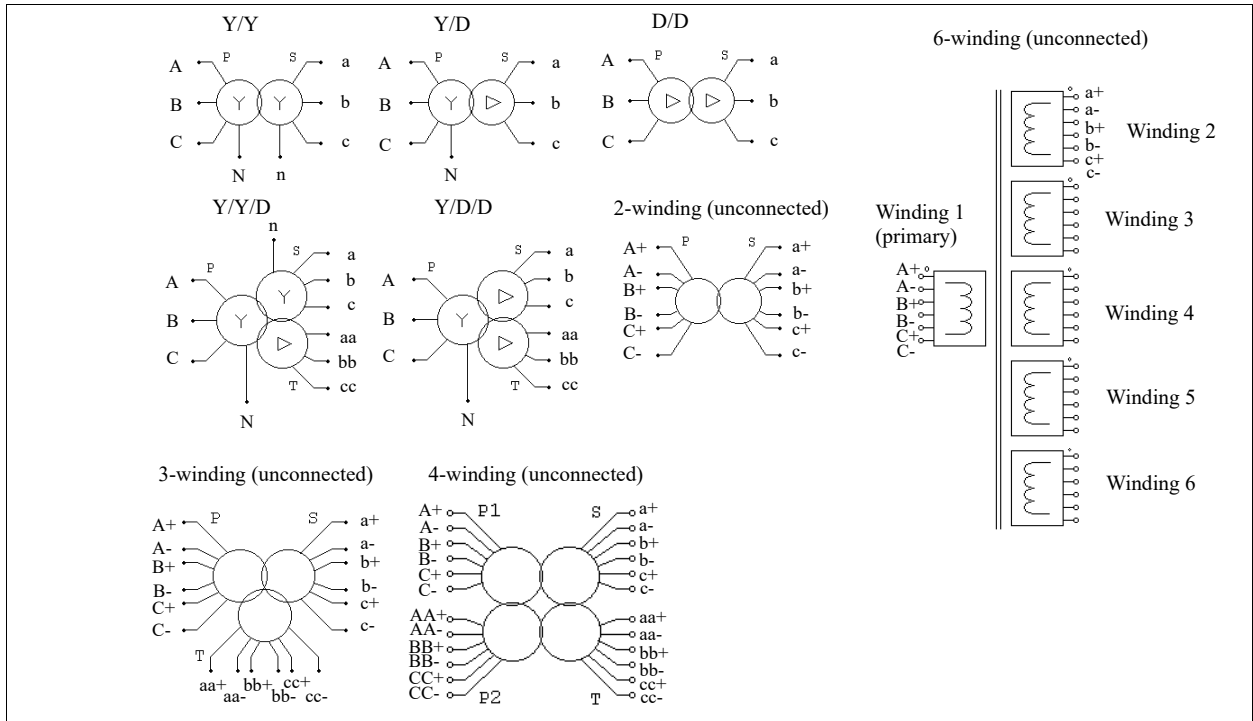 Y/Y
Y/D
D/D
6-winding (unconnected)
P S
A a
B Y Y b
C c
N n
P S
A a
B Y b
C c
N
P S
A a
B b
C c
Y/Y/D
n
P S
A a
b
Y c
B Y
aa
C bb
T cc
N
Y/D/D
P S
A a
b
c
B Y
aa
C bb
T cc
N
2-winding (unconnected)
P S
A+ a+
A- a-
B+ b+
B- b-
C+ c+
C- c-
Winding 1
(primary)
A+
A-
B+
B-
C+
C-
a+
a-
b+
b-
c+
c-
Winding 2
Winding 3
Winding 4
Winding 5
Winding 6
3-winding (unconnected)
P S
A+ a+
A- a-
B+ b+
B- b-
C+ c+
C- c-
T
aa+ bb+ cc+
aa- bb- cc-
4-winding (unconnected)
P1 S
A+ a+
A- a-
B+ b+
B- b-
C+ c+
C- c-
AA+ aa+
AA- aa-
BB+ bb+
BB- bb-
CC+ cc+
CC- cc-
P2 T